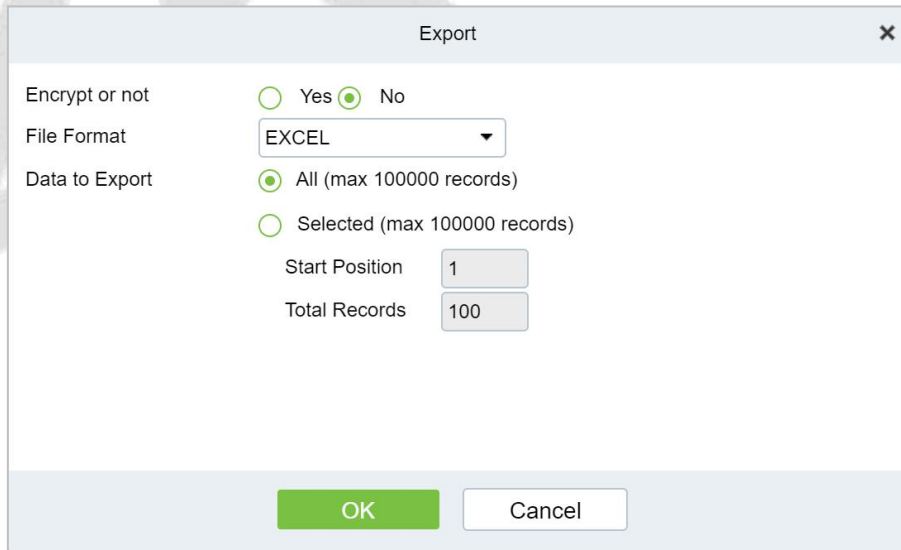 Export
Encrypt or not Yes No
File Format EXCEL
Data to Export All (max 100000 records)
Selected (max 100000 records)
Start Position 1
Total Records 100
OK Cancel